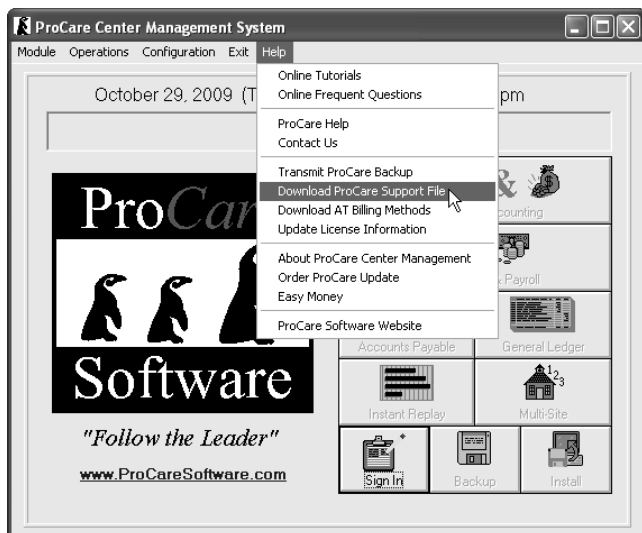 ProCare Center Management System
Module Operations Configuration Exit Help
October 29, 2009 (T
pm
Online Tutorials
Online Frequent Questions
ProCare Help
Contact Us
Transmit ProCare Backup
Download ProCare Support File
Download AT Billing Methods
Update License Information
About ProCare Center Management
Order ProCare Update
Easy Money
ProCare Software Website
ProCar
Software
"Follow the Leader"
www.ProCareSoftware.com
&
counting
Payroll
Accounts Payable
General Ledger
Instant Replay
123
Multi-Site
Sign In
Backup
Install